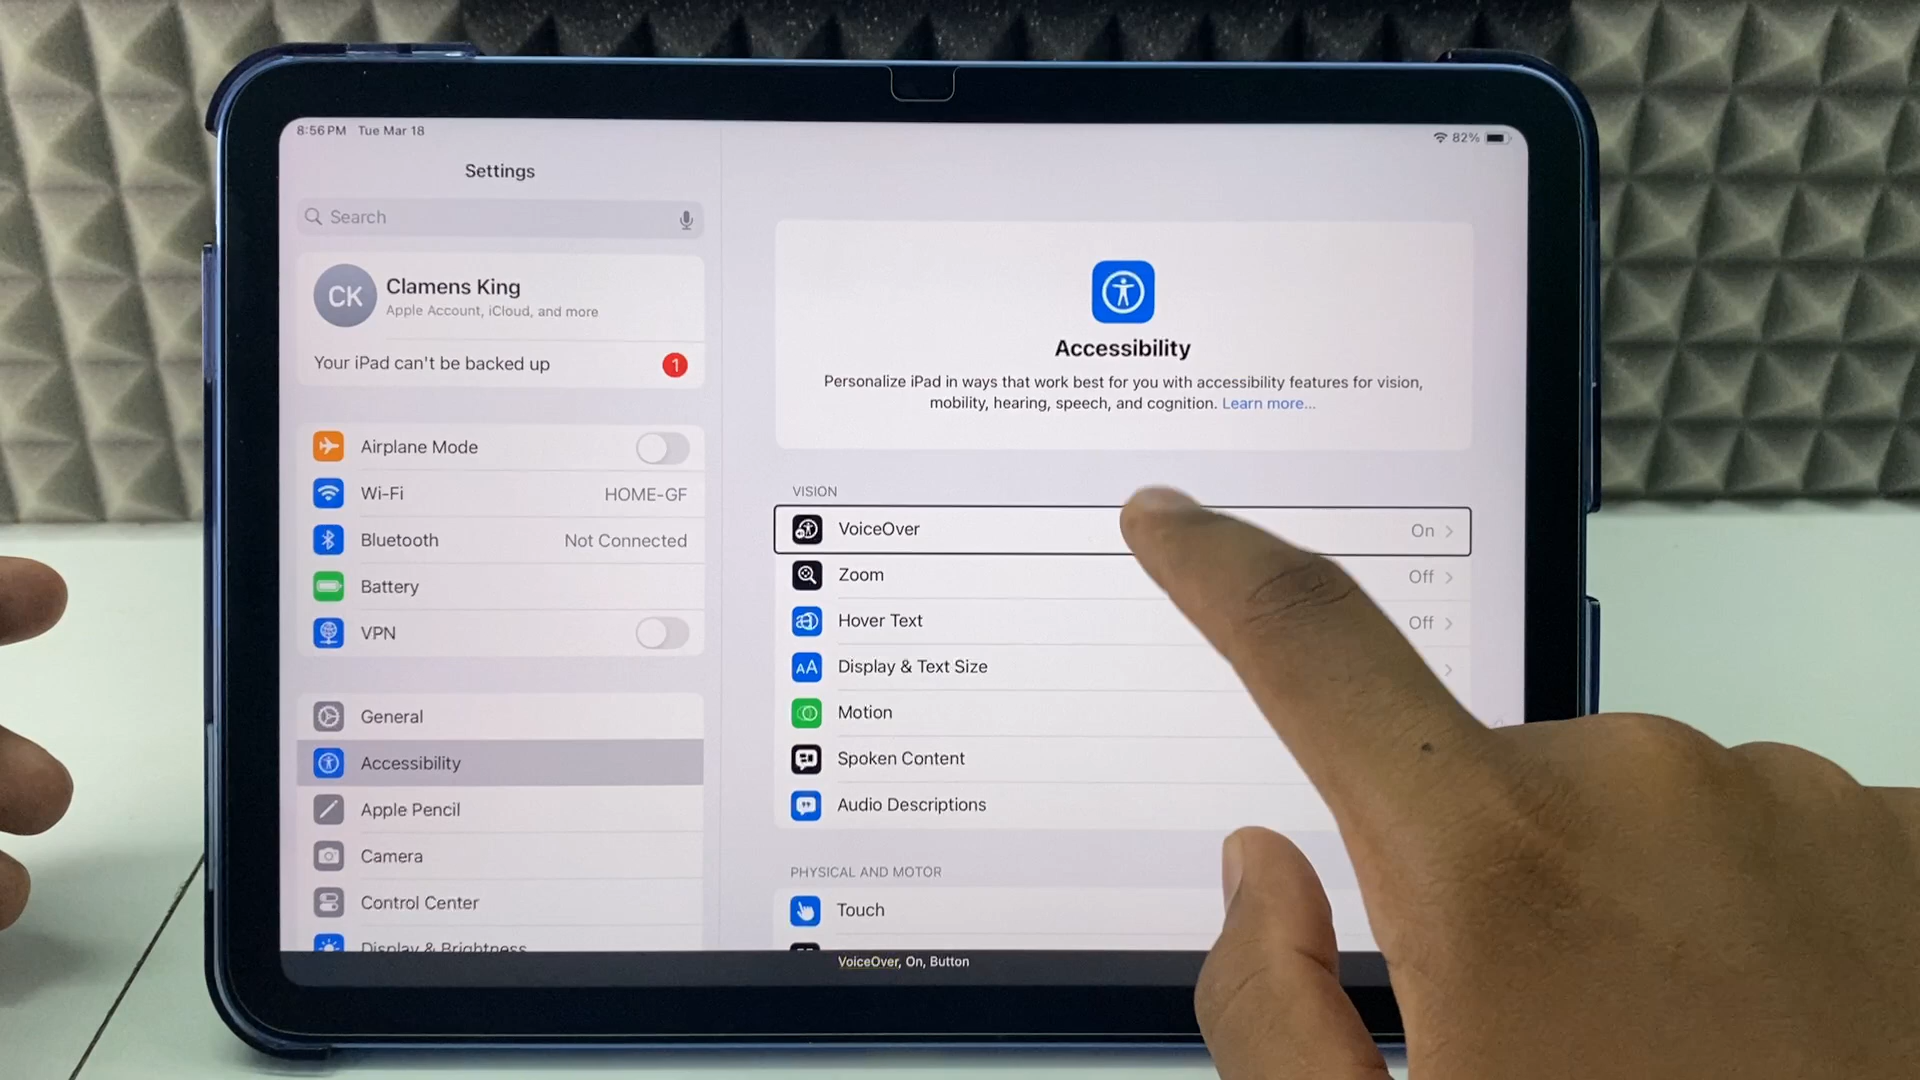 8:56 PM Tue Mar 18
82%
Settings
Search
CK
Clamens King
Apple Account, iCloud, and more
Your iPad can't be backed up
1
Airplane Mode
Wi-Fi HOME-GF
Bluetooth Not Connected
Battery
VPN
General
Accessibility
Apple Pencil
Camera
Control Center
Display & Brightness
Accessibility
Personalize iPad in ways that work best for you with accessibility features for vision,
mobility, hearing, speech, and cognition. Learn more...
VISION
VoiceOver On
Zoom Off
Hover Text Off
AA Display & Text Size
Motion
Spoken Content
Audio Descriptions
PHYSICAL AND MOTOR
Touch
VoiceOver, On, Button